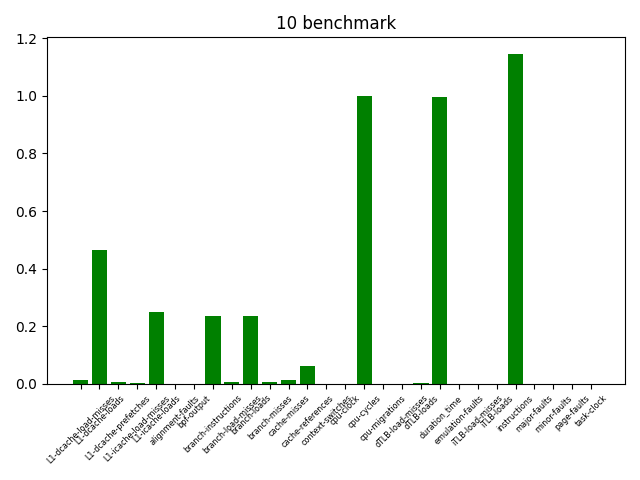 10 benchmark
1.2
1.0
0.8
0.6
0.4
0.2
0.0
L1-dcache-load-misses
L1-dcache-loads
L1-dcache-prefetches
L1-icache-load-misses
L1-icache-loads
alignment-faults
bpf-output
branch-instructions
branch-load-misses
branch-loads
branch-misses
cache-misses
cache-references
context-switches
cpu-clock
cpu-cycles
cpu-migrations
dTLB-load-misses
dTLB-loads
duration_time
emulation-faults
iTLB-load-misses
iTLB-loads
instructions
major-faults
minor-faults
page-faults
task-clock